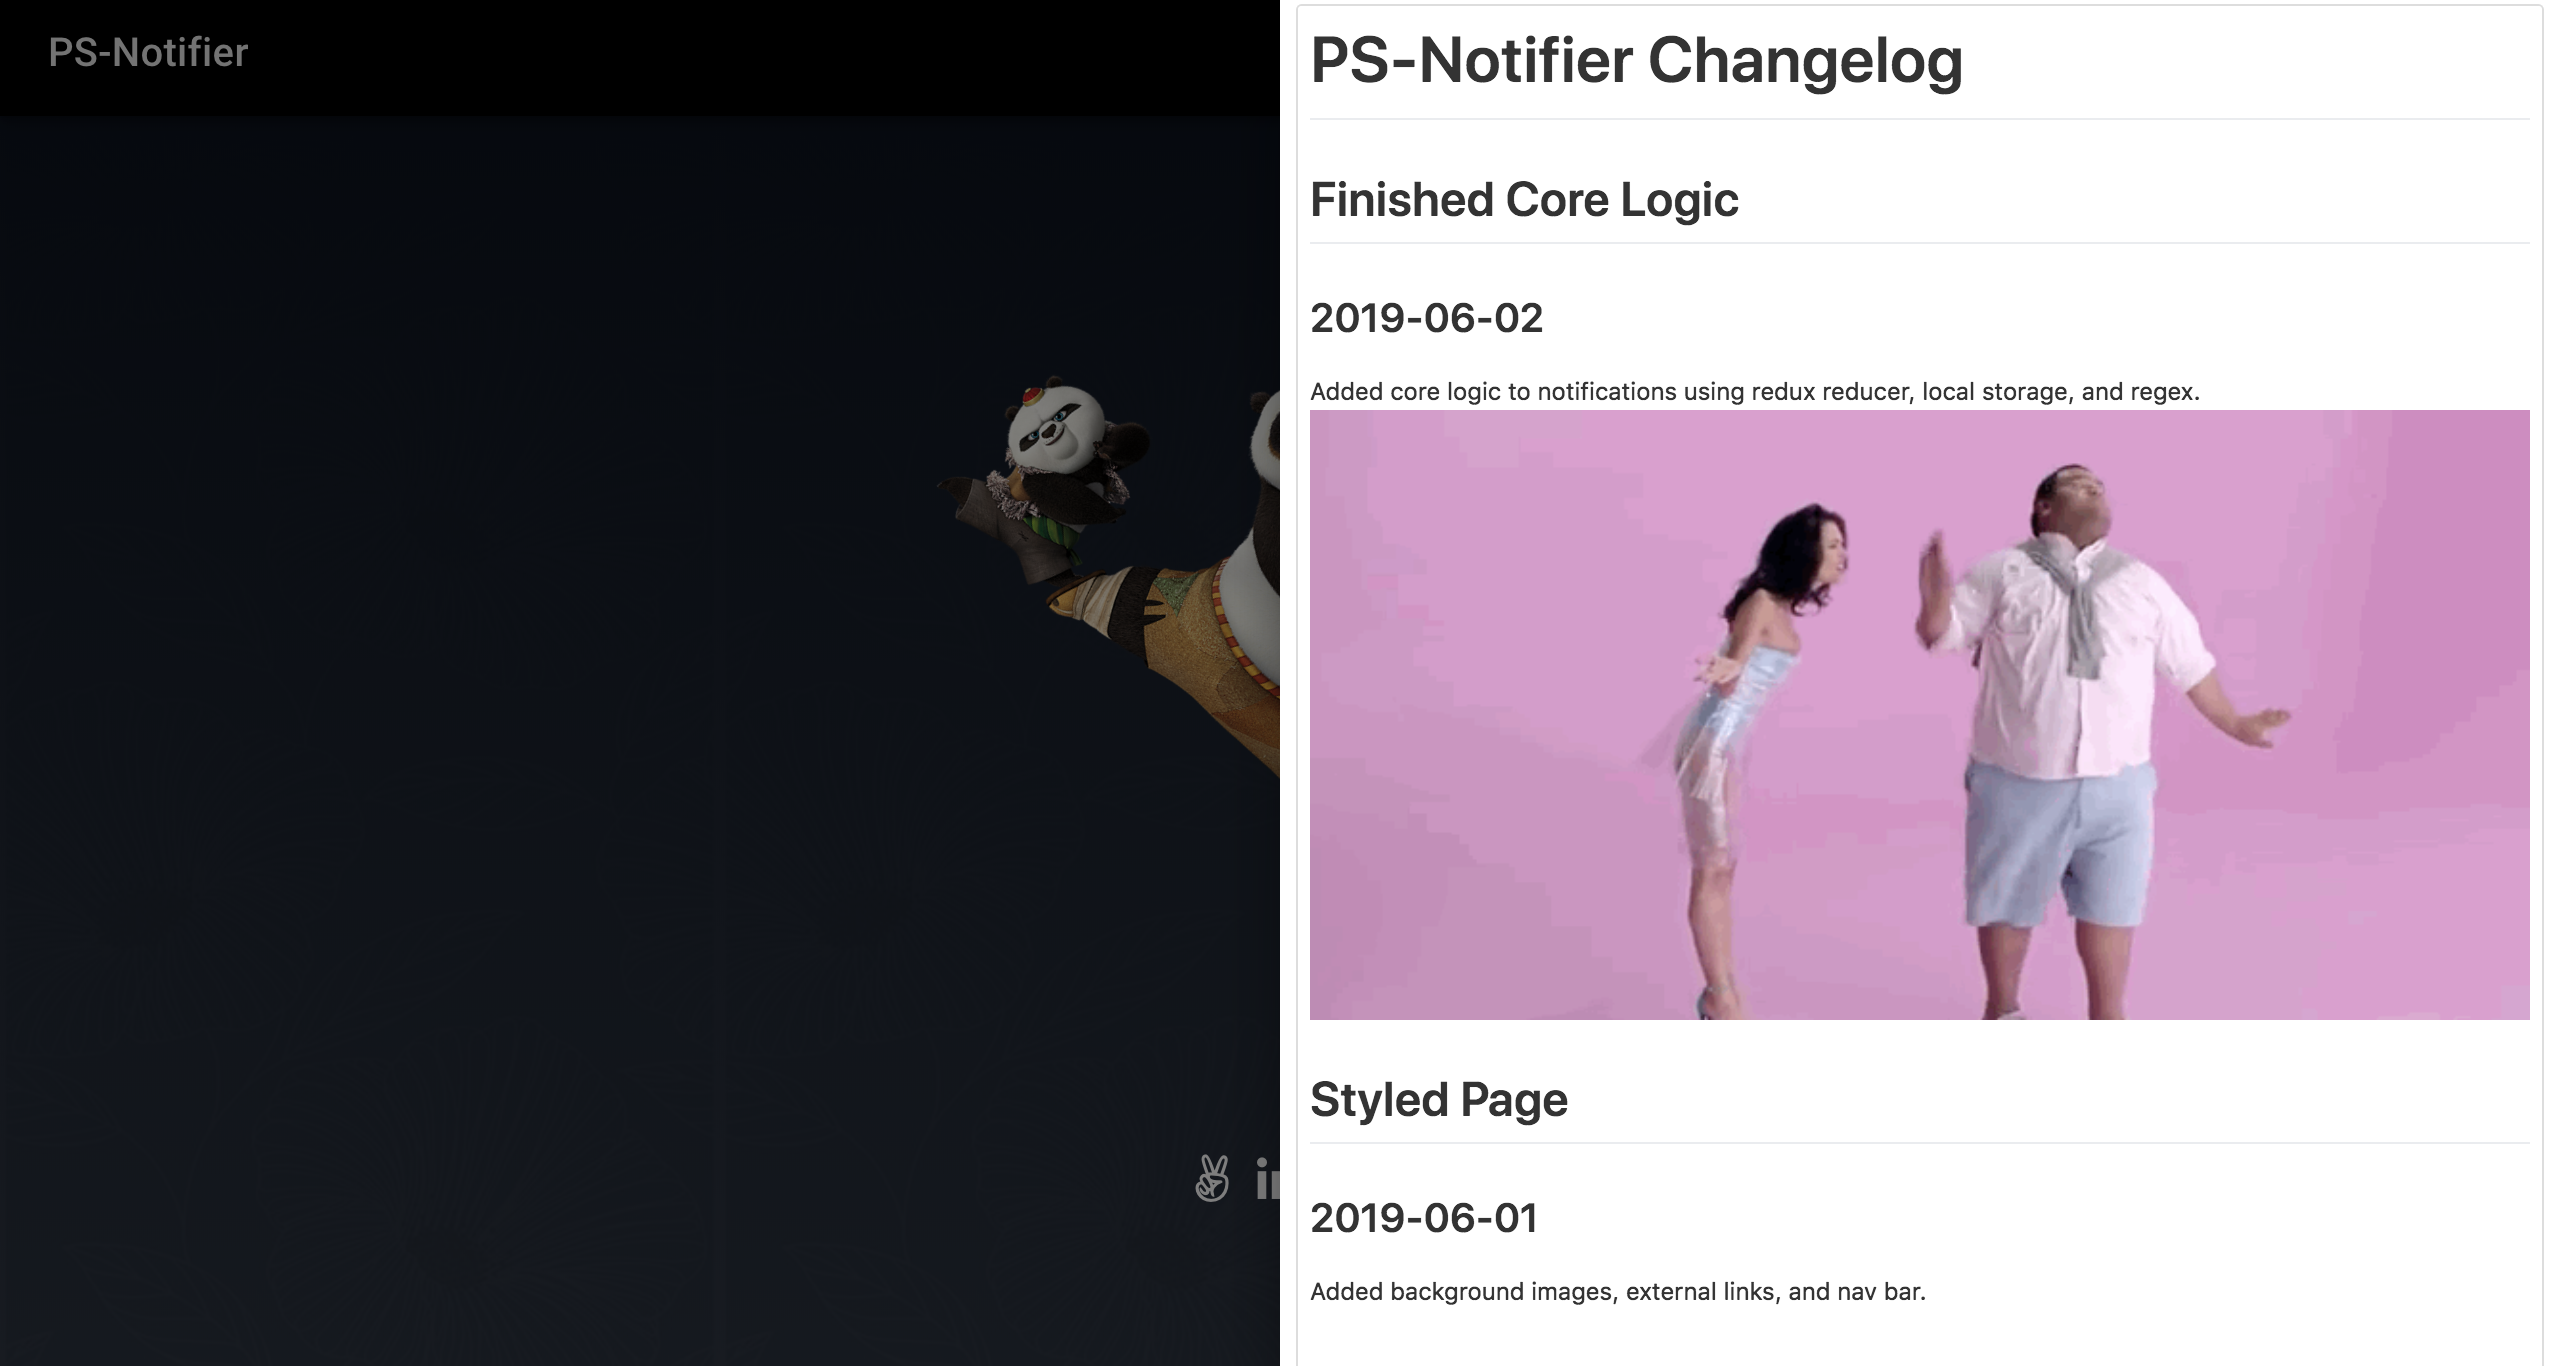 PS-Notifier
PS-Notifier Changelog
Finished Core Logic
2019-06-02
Added core logic to notifications using redux reducer, local storage, and regex.
Styled Page
2019-06-01
Added background images, external links, and nav bar.